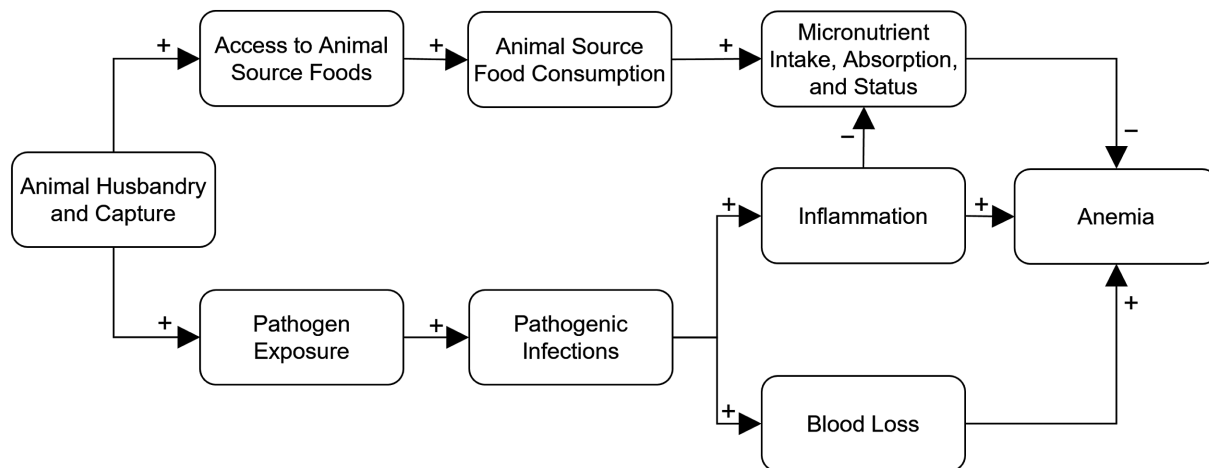 +
Access to Animal
Source Foods
+
Animal Source
Food Consumption
+
Micronutrient
Intake, Absorption,
and Status
−
−
Animal Husbandry
and Capture
+
Inflammation
+
Anemia
+
Pathogen
Exposure
+
Pathogenic
Infections
+
+
Blood Loss